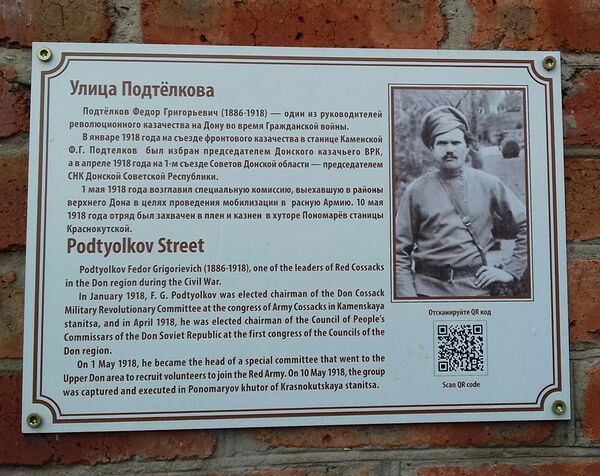 Улица Подтёлкова
Подтёлков Федор Григорьевич (1886-1918) — один из руководителей
революционного казачества на Дону во время Гражданской войны.
В январе 1918 года на съезде фронтового казачества в станице Каменской
Ф.Г. Подтелков был избран председателем Донского казачьего ВРК,
а в апреле 1918 года на 1-м съезде Советов Донской области — председателем
СНК Донской Советской Республики.
1 мая 1918 года возглавил специальную комиссию, выехавшую в районы
верхнего Дона в целях проведения мобилизации в расную Армию. 10 мая
1918 года отряд был захвачен в плен и казнен в хуторе Пономарёв станицы
Краснокутской.
Podtyolkov Street
Podtyolkov Fedor Grigorievich (1886-1918), one of the leaders of Red Cossacks
in the Don region during the Civil War.
In January 1918, F. G. Podtyolkov was elected chairman of the Don Cossack
Military Revolutionary Committee at the congress of Army Cossacks in Kamenskaya
stanitsa, and in April 1918, he was elected chairman of the Council of People's
Commissars of the Don Soviet Republic at the first congress of the Councils of the
Don region.
On 1 May 1918, he became the head of a special committee that went to the
Upper Don area to recruit volunteers to join the Red Army. On 10 May 1918, the group
was captured and executed in Ponomaryov khutor of Krasnokutskaya stanitsa.
Отсканируйте QR код
Scan QR code